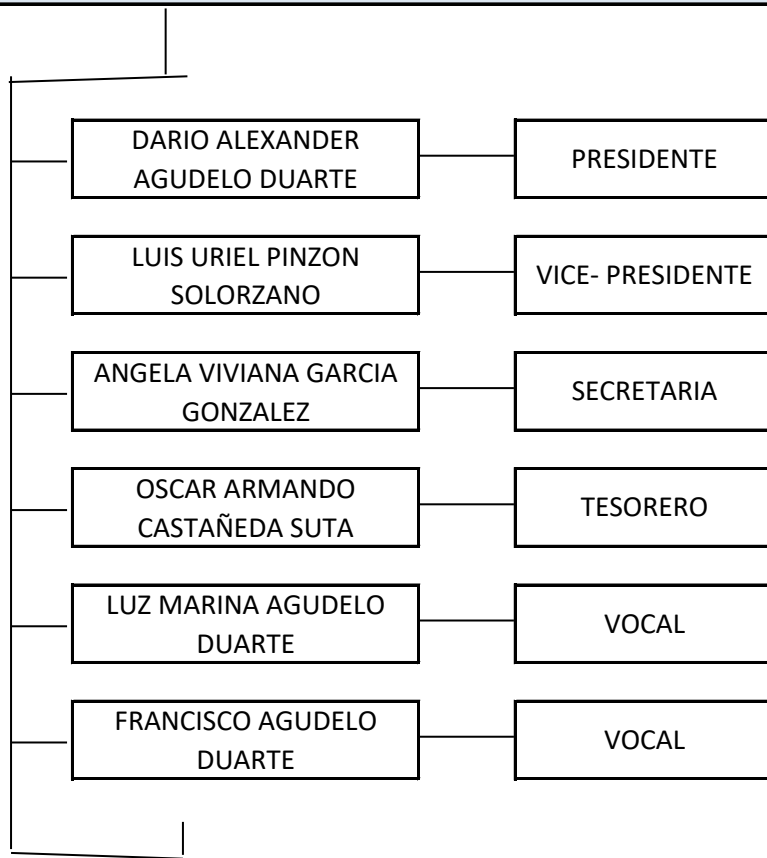 DARIO ALEXANDER
AGUDELO DUARTE
PRESIDENTE
LUIS URIEL PINZON
SOLORZANO
VICE- PRESIDENTE
ANGELA VIVIANA GARCIA
GONZALEZ
SECRETARIA
OSCAR ARMANDO
CASTAÑEDA SUTA
TESORERO
LUZ MARINA AGUDELO
DUARTE
VOCAL
FRANCISCO AGUDELO
DUARTE
VOCAL